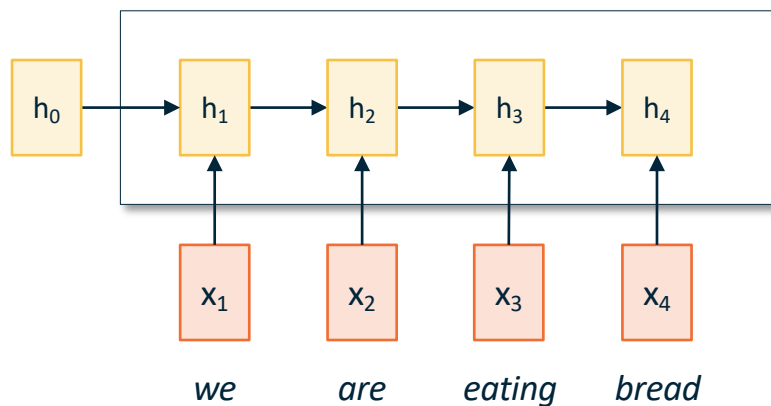 h₀ h₁ h₂ h₃ h₄
x₁ x₂ x₃ x₄
we are eating bread